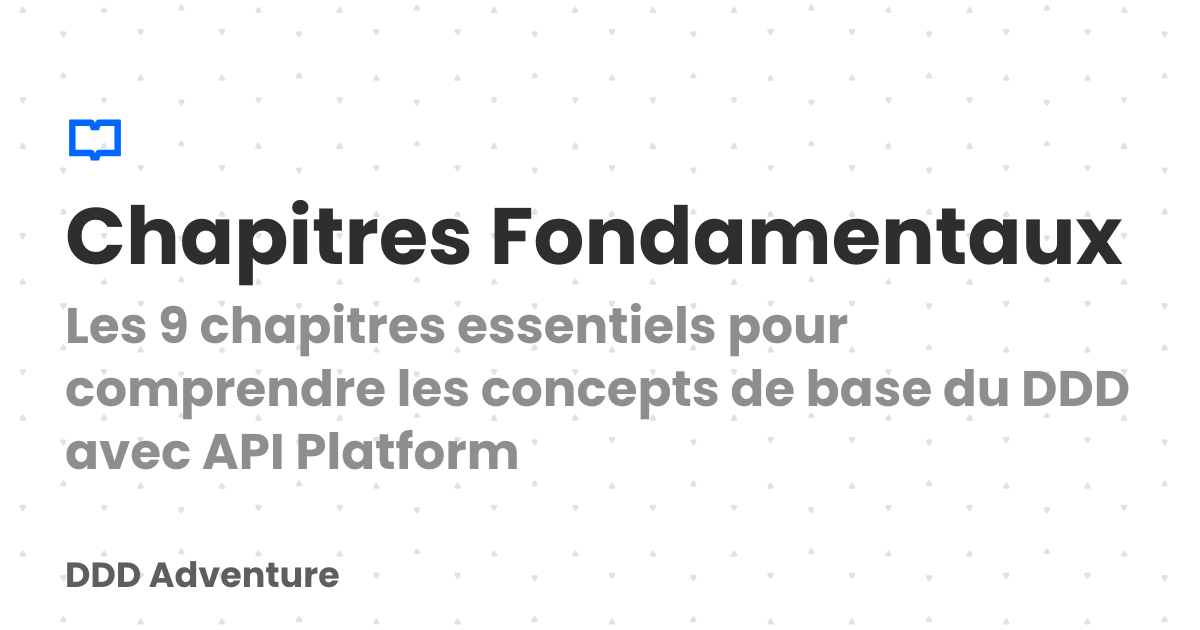 Chapitres Fondamentaux
Les 9 chapitres essentiels pour
comprendre les concepts de base du DDD
avec API Platform
DDD Adventure